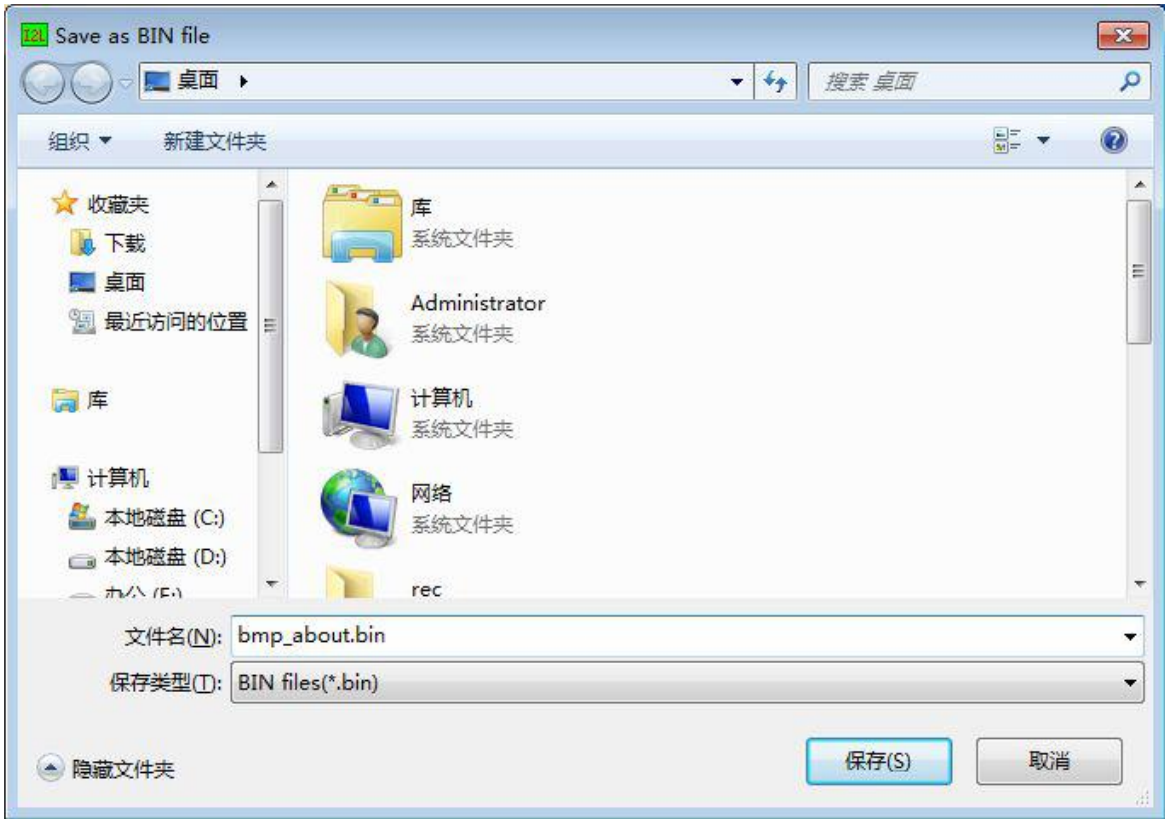 I2L Save as BIN file
桌面
搜索 桌面
组织
新建文件夹
收藏夹
下载
桌面
最近访问的位置
库
计算机
本地磁盘 (C:)
本地磁盘 (D:)
办公 (E:)
库
系统文件夹
Administrator
系统文件夹
计算机
系统文件夹
网络
系统文件夹
rec
文件名(N): bmp_about.bin
保存类型(T): BIN files(*.bin)
隐藏文件夹
保存(S)
取消